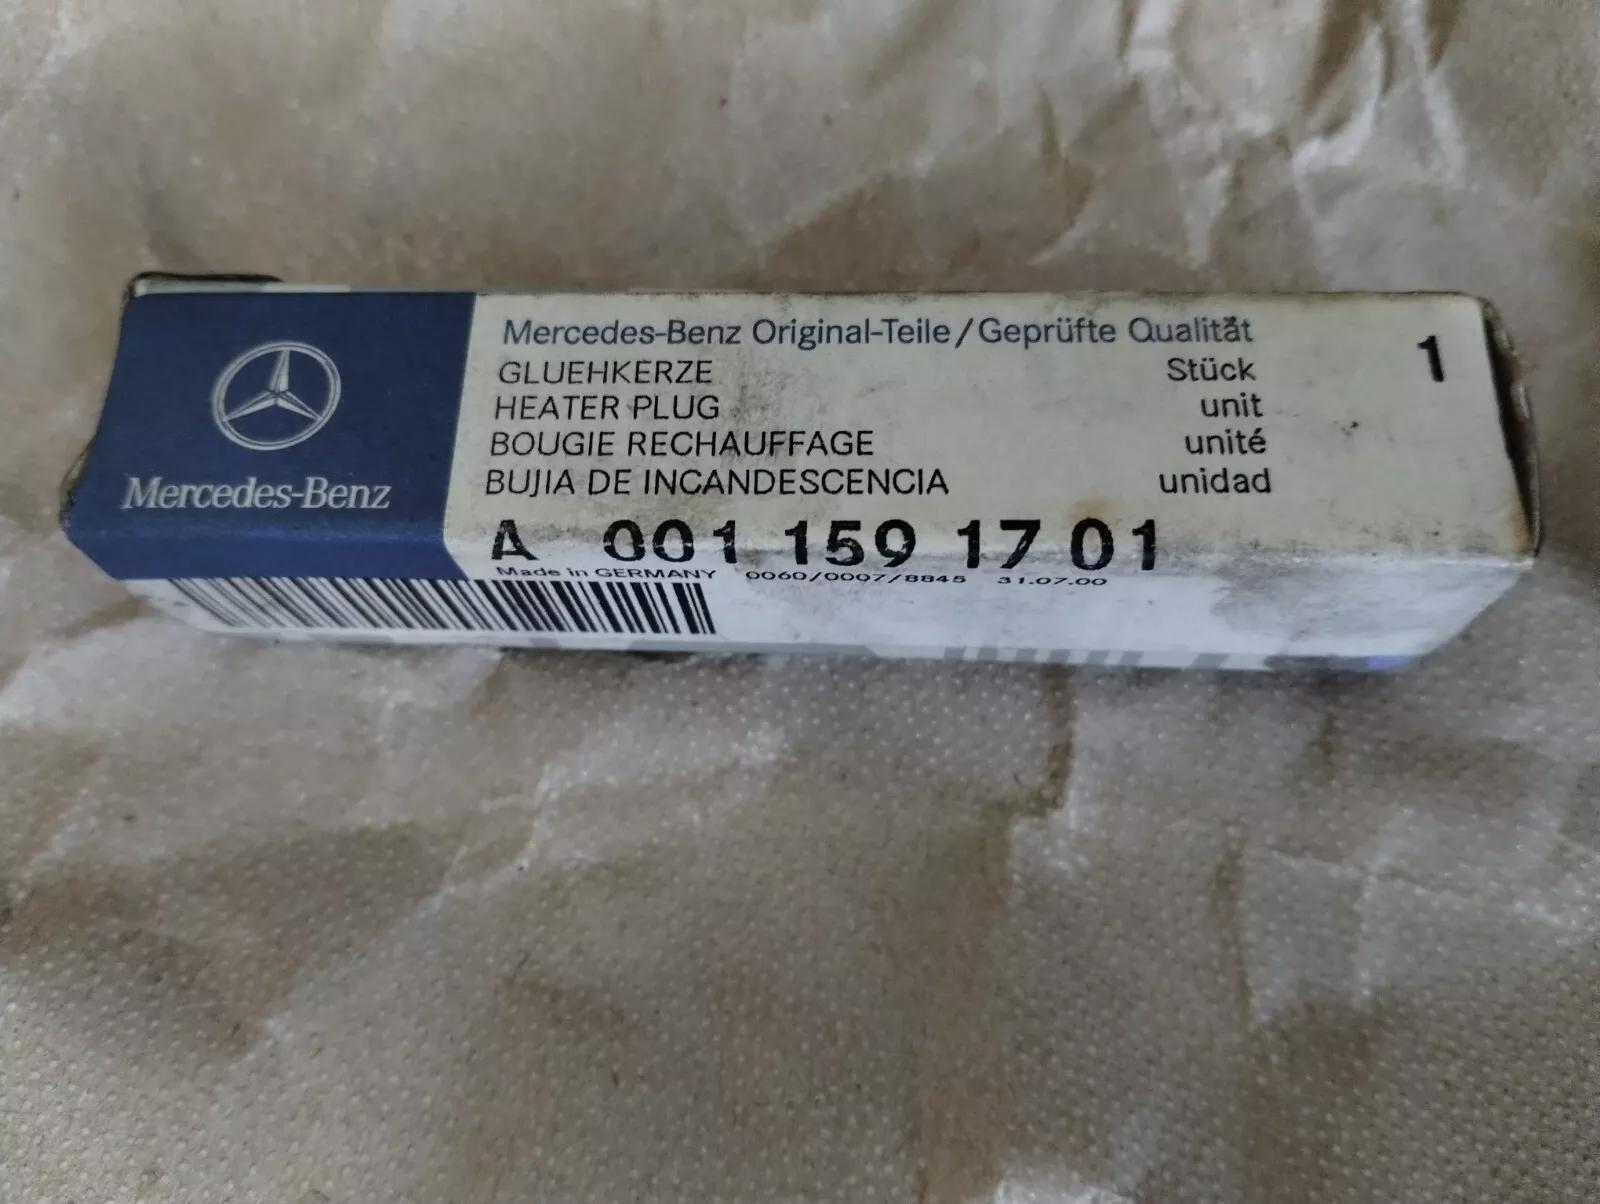 Mercedes-Benz
Mercedes-Benz Original-Teile/Geprüfte Qualität
GLUEHKERZE Stück 1
HEATER PLUG unit
BOUGIE RECHAUFFAGE unité
BUJIA DE INCANDESCENCIA unidad
A 001 159 17 01
Made in GERMANY 0060/0007/8845 31.07.00